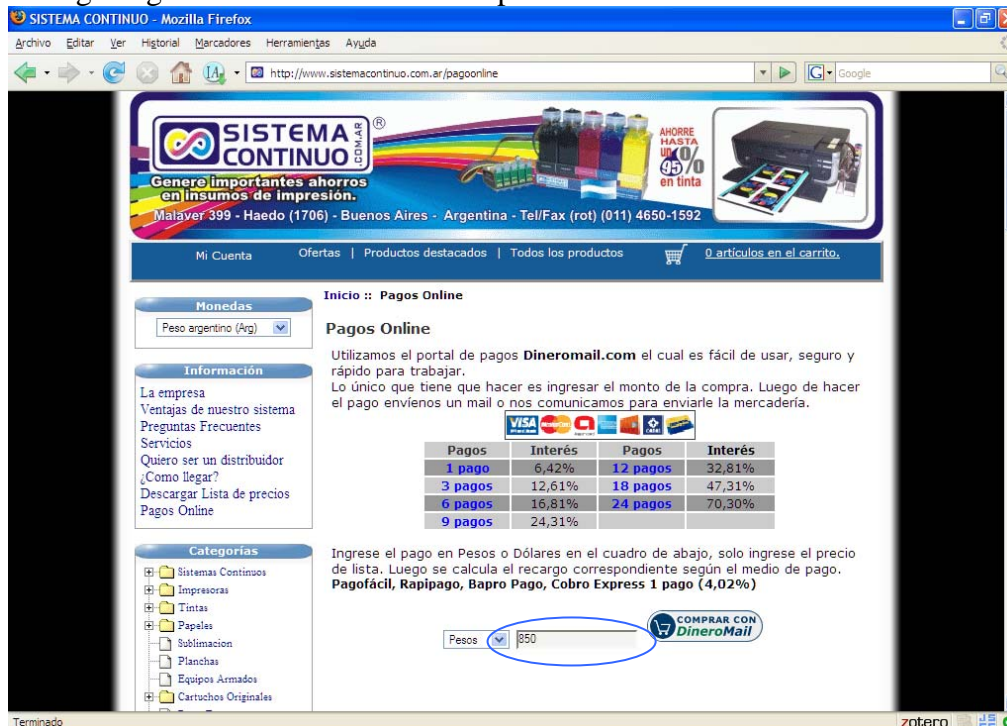 SISTEMA CONTINUO - Mozilla Firefox
Archivo Editar Ver Historial Marcadores Herramientas Ayuda
http://www.sistemacontinuo.com.ar/pagoonline
Google
SISTEMA CONTINUO .COM.AR ®
Genere importantes ahorros
en insumos de impresión.
AHORRE
HASTA
un
95%
en tinta
Malaver 399 - Haedo (1706) - Buenos Aires - Argentina - Tel/Fax (rot) (011) 4650-1592
Mi Cuenta Ofertas | Productos destacados | Todos los productos 0 artículos en el carrito.
Monedas
Peso argentino (Arg)
Información
La empresa
Ventajas de nuestro sistema
Preguntas Frecuentes
Servicios
Quiero ser un distribuidor
¿Como llegar?
Descargar Lista de precios
Pagos Online
Categorías
Sistemas Continuos
Impresoras
Tintas
Papeles
Sublimacion
Planchas
Equipos Armados
Cartuchos Originales
Inicio :: Pagos Online
Pagos Online
Utilizamos el portal de pagos Dineromail.com el cual es fácil de usar, seguro y
rápido para trabajar.
Lo único que tiene que hacer es ingresar el monto de la compra. Luego de hacer
el pago envíenos un mail o nos comunicamos para enviarle la mercadería.
VISA
Pagos Interés Pagos Interés
1 pago 6,42% 12 pagos 32,81%
3 pagos 12,61% 18 pagos 47,31%
6 pagos 16,81% 24 pagos 70,30%
9 pagos 24,31%
Ingrese el pago en Pesos o Dólares en el cuadro de abajo, solo ingrese el precio
de lista. Luego se calcula el recargo correspondiente según el medio de pago.
Pagofácil, Rapipago, Bapro Pago, Cobro Express 1 pago (4,02%)
Pesos 850
COMPRAR CON
DineroMail
Terminado
zotero